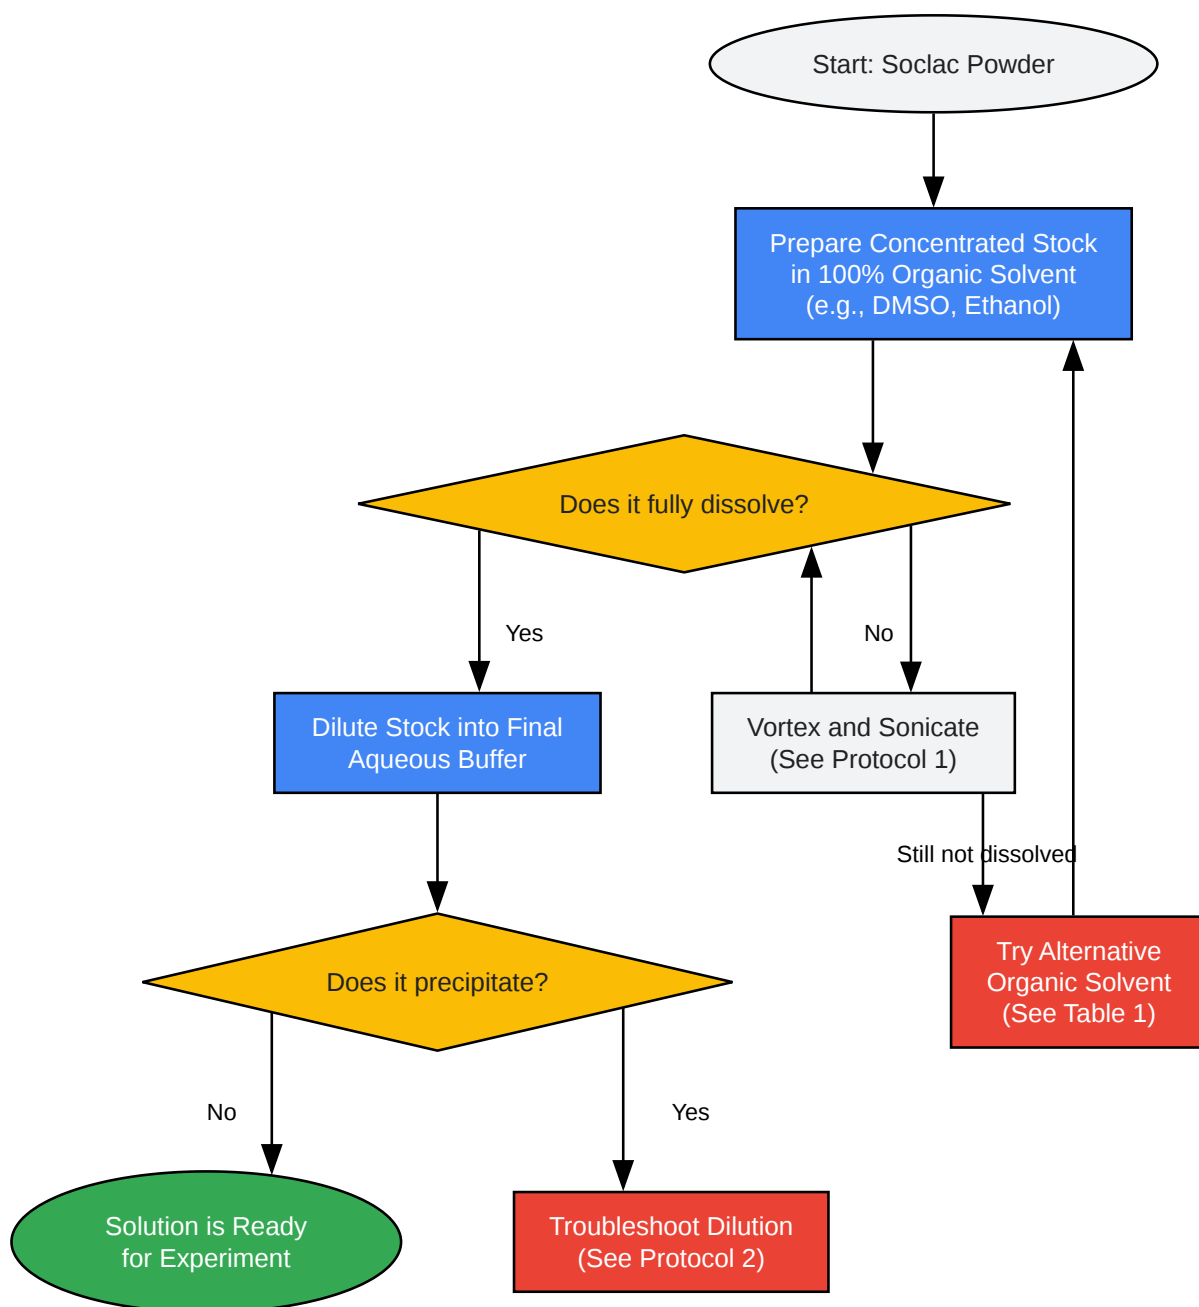 Start: Soclac Powder
Prepare Concentrated Stock
in 100% Organic Solvent
(e.g., DMSO, Ethanol)
Does it fully dissolve?
Yes
No
Dilute Stock into Final
Aqueous Buffer
Vortex and Sonicate
(See Protocol 1)
Still not dissolved
Try Alternative
Organic Solvent
(See Table 1)
Does it precipitate?
No
Yes
Solution is Ready
for Experiment
Troubleshoot Dilution
(See Protocol 2)